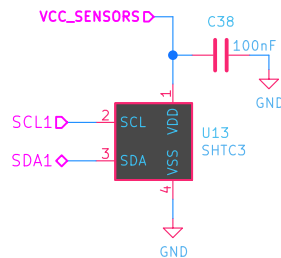 VCC_SENSORS
C38
100nF
GND
1
VDD
SCL1
2
SCL
U13
SHTC3
SDA1
3
SDA
VSS
4
GND